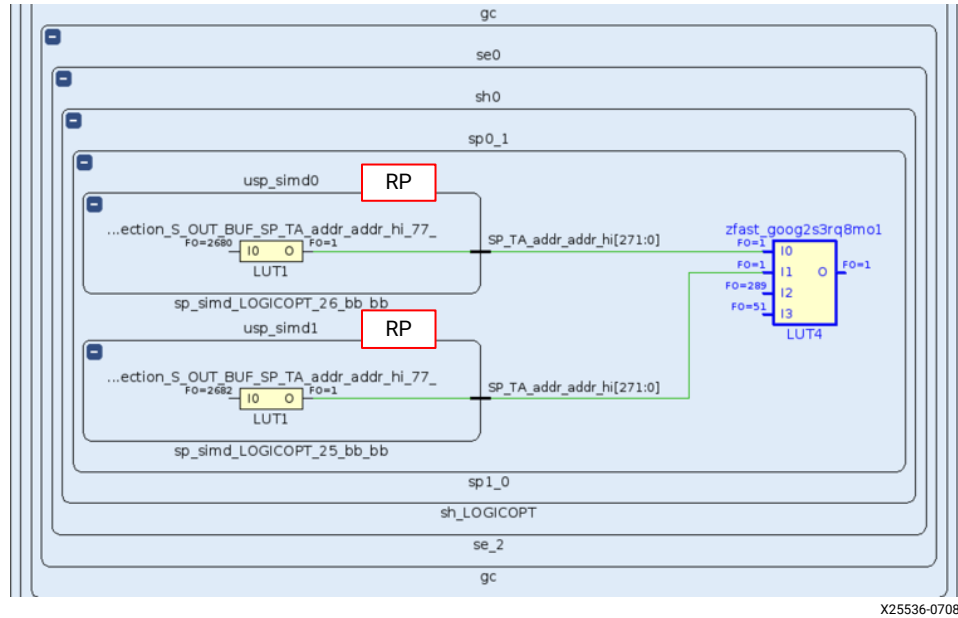 gc
se0
sh0
sp0_1
usp_simd0
RP
...ection_S_OUT_BUF_SP_TA_addr_addr_hi_77_
FO=2680
I0 O
FO=1
LUT1
SP_TA_addr_addr_hi[271:0]
sp_simd_LOGICOPT_26_bb_bb
zfast_goog2s3rq8mo1
FO=1
I0
FO=1
I1 O
FO=1
FO=289
I2
FO=51
I3
LUT4
usp_simd1
RP
...ection_S_OUT_BUF_SP_TA_addr_addr_hi_77_
FO=2682
I0 O
FO=1
LUT1
SP_TA_addr_addr_hi[271:0]
sp_simd_LOGICOPT_25_bb_bb
sp1_0
sh_LOGICOPT
se_2
gc
X25536-0708